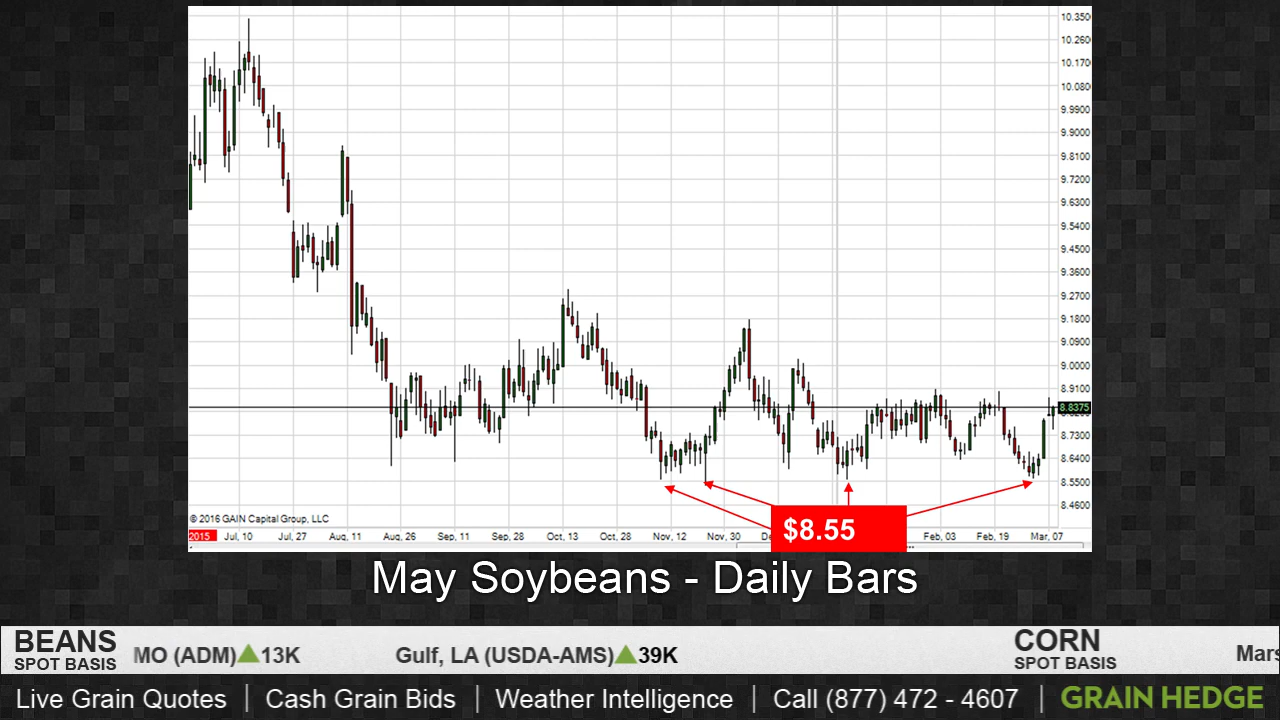 10.350
10.260
10.170
10.080
9.9900
9.9000
9.8100
9.7200
9.6300
9.5400
9.4500
9.3600
9.2700
9.1800
9.0900
9.0000
8.9100
8.8375
8.7300
8.6400
8.5500
8.4600
© 2016 GAIN Capital Group, LLC
2015 Jul, 10 Jul, 27 Aug, 11 Aug, 26 Sep, 11 Sep, 28 Oct, 13 Oct, 28 Nov, 12 Nov, 30 Feb, 03 Feb, 19 Mar, 07
$8.55
May Soybeans - Daily Bars
BEANS
SPOT BASIS
MO (ADM) 13K Gulf, LA (USDA-AMS) 39K
CORN
SPOT BASIS
Mars
Live Grain Quotes | Cash Grain Bids | Weather Intelligence | Call (877) 472 - 4607 | GRAIN HEDGE